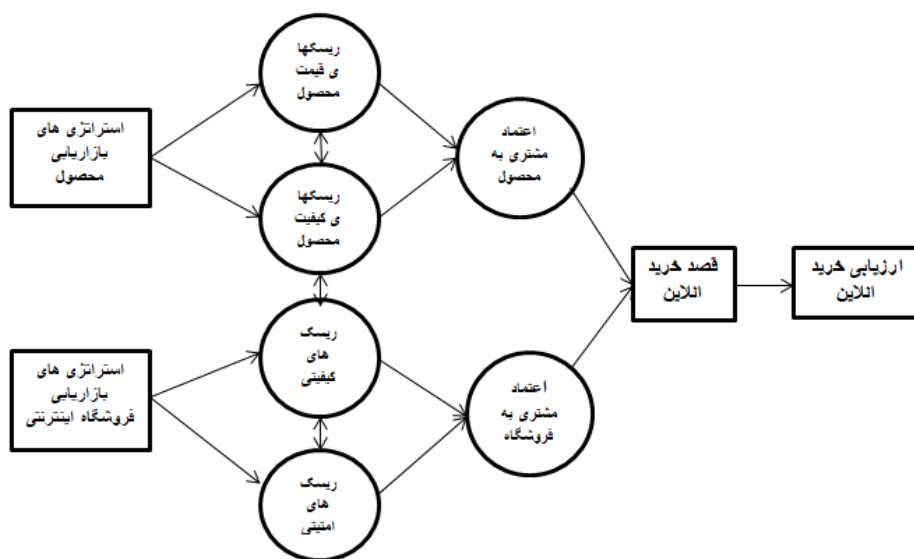 ریسکها
ی قیمت
محصول
استراتژی های
بازاریابی
محصول
اعتماد
مشتری به
محصول
ریسکها
ی کیفیت
محصول
قصد خرید
انلاین
ارزیابی خرید
انلاین
ریسک
های
کیفیتی
استراتژی های
بازاریابی
فروشگاه اینترنتی
أعتماد
مشتری به
فروشگاه
ریسک
های
امنیتی